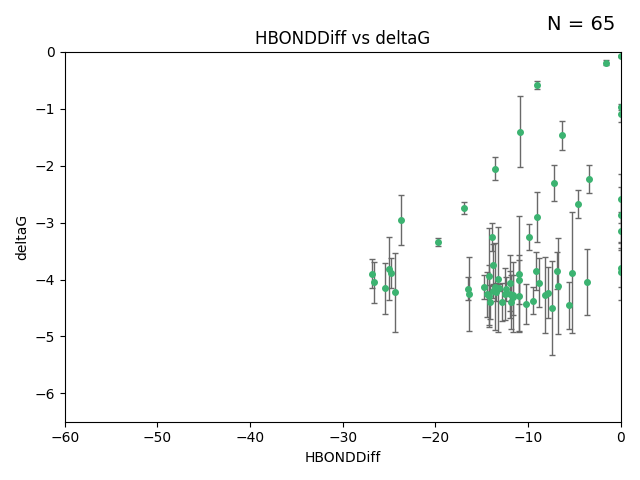 N = 65
HBONDDiff vs deltaG
0
−1
−2
−3
−4
−5
−6
deltaG
−60 −50 −40 −30 −20 −10 0
HBONDDiff